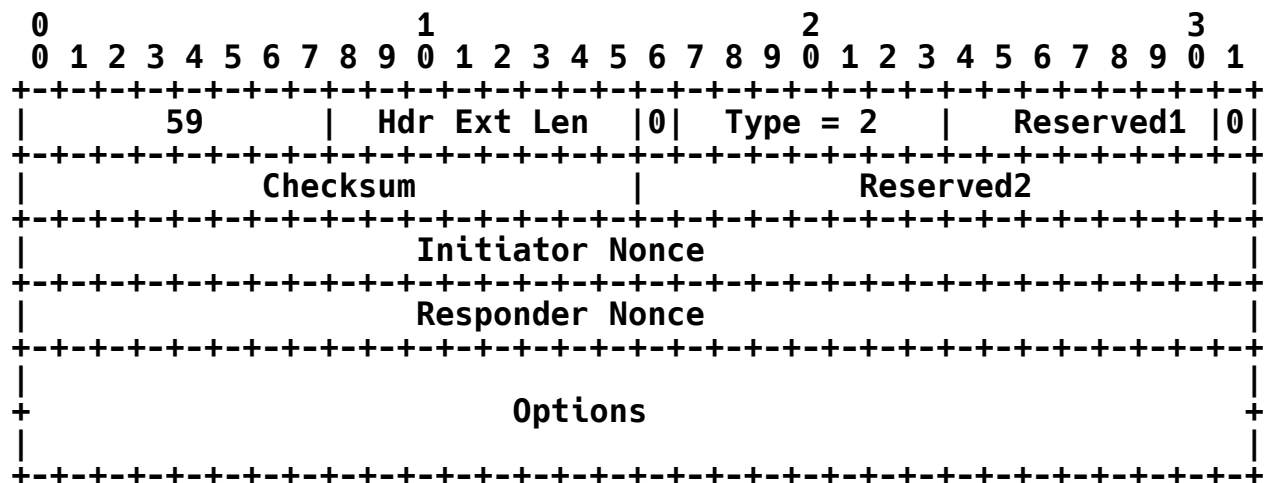 0                   1                   2                   3
 0 1 2 3 4 5 6 7 8 9 0 1 2 3 4 5 6 7 8 9 0 1 2 3 4 5 6 7 8 9 0 1
+-+-+-+-+-+-+-+-+-+-+-+-+-+-+-+-+-+-+-+-+-+-+-+-+-+-+-+-+-+-+-+-+
|       59      |  Hdr Ext Len  |0|  Type = 2   |   Reserved1 |0|
+-+-+-+-+-+-+-+-+-+-+-+-+-+-+-+-+-+-+-+-+-+-+-+-+-+-+-+-+-+-+-+-+
|            Checksum           |           Reserved2           |
+-+-+-+-+-+-+-+-+-+-+-+-+-+-+-+-+-+-+-+-+-+-+-+-+-+-+-+-+-+-+-+-+
|                    Initiator Nonce                            |
+-+-+-+-+-+-+-+-+-+-+-+-+-+-+-+-+-+-+-+-+-+-+-+-+-+-+-+-+-+-+-+-+
|                    Responder Nonce                            |
+-+-+-+-+-+-+-+-+-+-+-+-+-+-+-+-+-+-+-+-+-+-+-+-+-+-+-+-+-+-+-+-+
|                                                               |
+                         Options                               +
|                                                               |
+-+-+-+-+-+-+-+-+-+-+-+-+-+-+-+-+-+-+-+-+-+-+-+-+-+-+-+-+-+-+-+-+